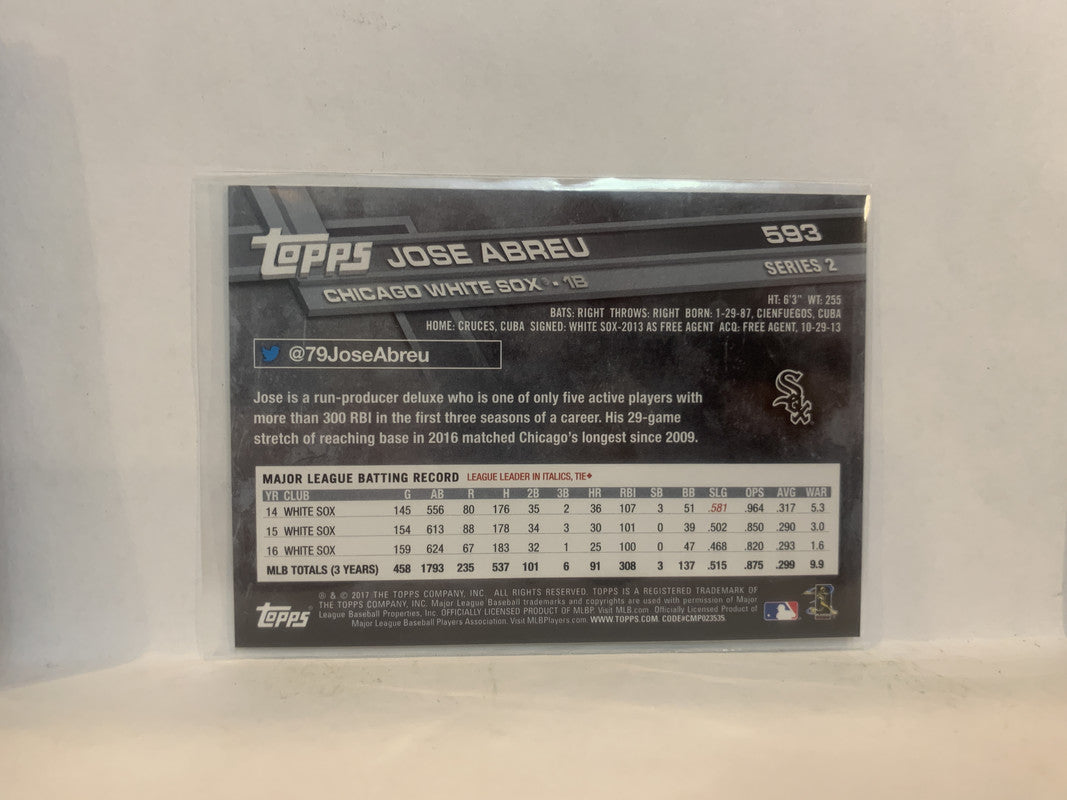 TOPPS JOSE ABREU 593
CHICAGO WHITE SOX • 1B SERIES 2
HT: 6'3" WT: 255
BATS: RIGHT THROWS: RIGHT BORN: 1-29-87, CIENFUEGOS, CUBA
HOME: CRUCES, CUBA SIGNED: WHITE SOX-2013 AS FREE AGENT ACQ: FREE AGENT, 10-29-13
@79JoseAbreu
Sox
Jose is a run-producer deluxe who is one of only five active players with
more than 300 RBI in the first three seasons of a career. His 29-game
stretch of reaching base in 2016 matched Chicago's longest since 2009.
MAJOR LEAGUE BATTING RECORD LEAGUE LEADER IN ITALICS, TIE♦
YR CLUB G AB R H 2B 3B HR RBI SB BB SLG OPS AVG WAR
14 WHITE SOX 145 556 80 176 35 2 36 107 3 51 .581 .964 .317 5.3
15 WHITE SOX 154 613 88 178 34 3 30 101 0 39 .502 .850 .290 3.0
16 WHITE SOX 159 624 67 183 32 1 25 100 0 47 .468 .820 .293 1.6
MLB TOTALS (3 YEARS) 458 1793 235 537 101 6 91 308 3 137 .515 .875 .299 9.9
® & © 2017 THE TOPPS COMPANY, INC. ALL RIGHTS RESERVED. TOPPS IS A REGISTERED TRADEMARK OF
THE TOPPS COMPANY, INC. Major League Baseball trademarks and copyrights are used with permission of Major
League Baseball Properties, Inc. OFFICIALLY LICENSED PRODUCT OF MLBP. Visit MLB.com. Officially Licensed Product of
Major League Baseball Players Association. Visit MLBPlayers.com. WWW.TOPPS.COM. CODE#CMP023535.
TOPPS